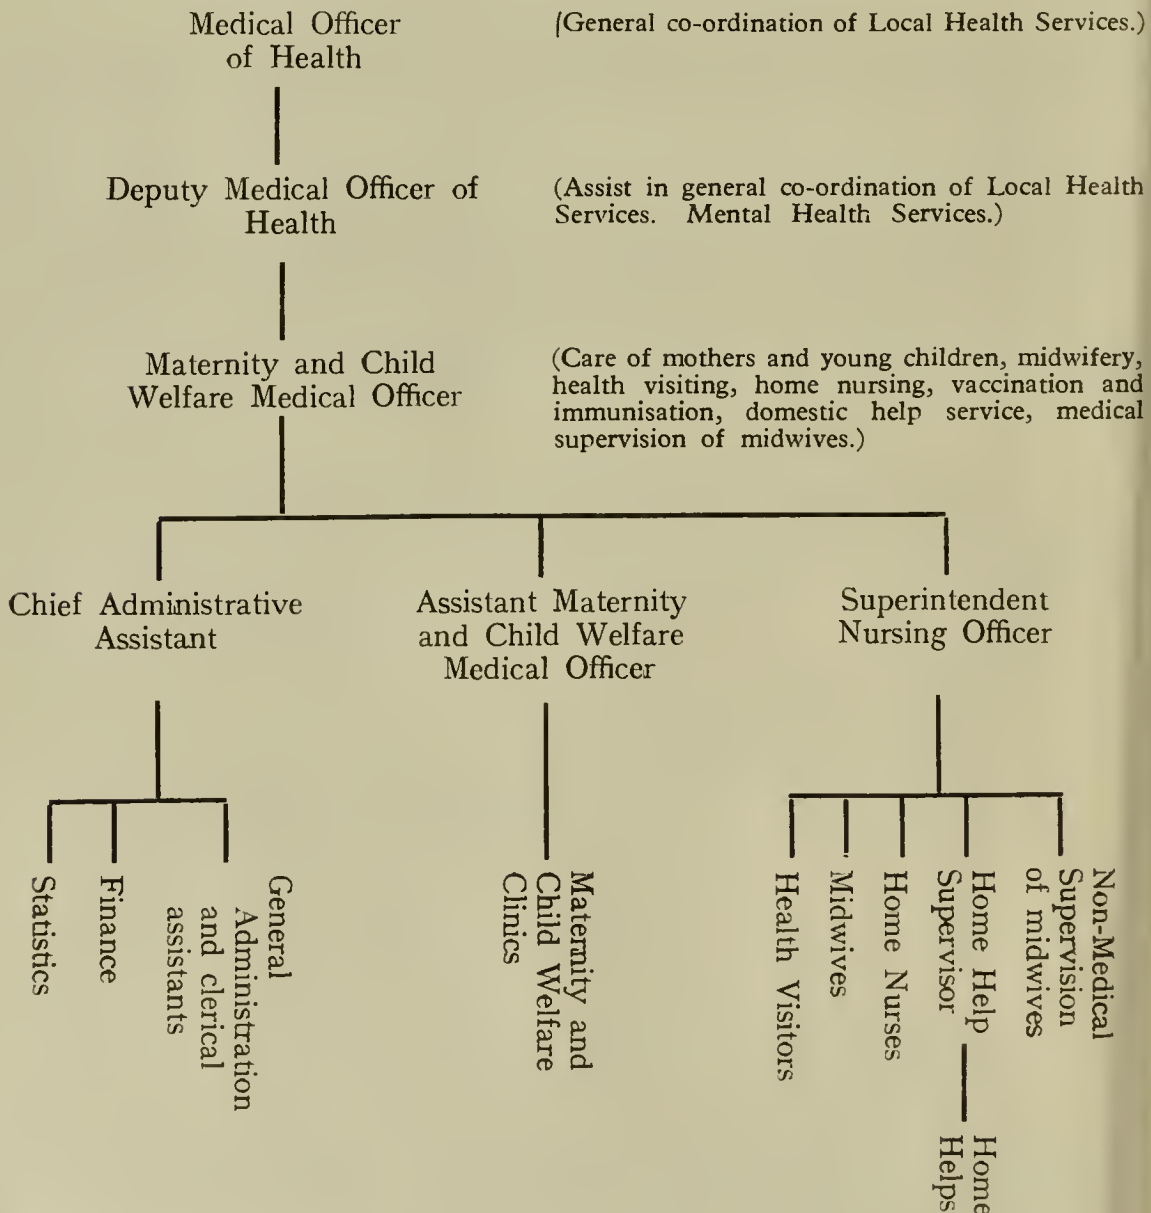 Medical Officer
of Health
(General co-ordination of Local Health Services.)
Deputy Medical Officer of
Health
(Assist in general co-ordination of Local Health
Services. Mental Health Services.)
Maternity and Child
Welfare Medical Officer
(Care of mothers and young children, midwifery,
health visiting, home nursing, vaccination and
immunisation, domestic help service, medical
supervision of midwives.)
Chief Administrative
Assistant
Assistant Maternity
and Child Welfare
Medical Officer
Superintendent
Nursing Officer
Statistics
Finance
General
Administration
and clerical
assistants
Maternity and
Child Welfare
Clinics
Health Visitors
Midwives
Home Nurses
Home Help
Supervisor
Home
Helps
Non-Medical
Supervision
of midwives